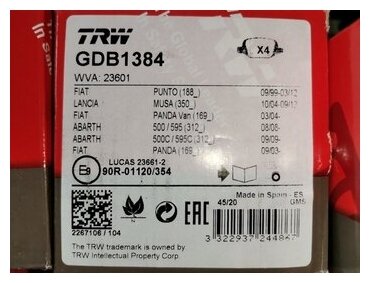 TRW
GDB1384
X4
WVA: 23601
FIAT PUNTO (188_) 09/99-03/12
LANCIA MUSA (350_) 10/04-09/12
FIAT PANDA Van (169_) 03/04-
ABARTH 500 / 595 (312_) 08/08-
ABARTH 500C / 595C (312_) 09/09-
FIAT PANDA (169_) 09/03-
LUCAS 23661-2
90R-01120/354
Made in Spain - ES
45/20 GMS
EAC
2267106 / 104
The TRW trademark is owned by
TRW Intellectual Property Corp.
3 322937 244867